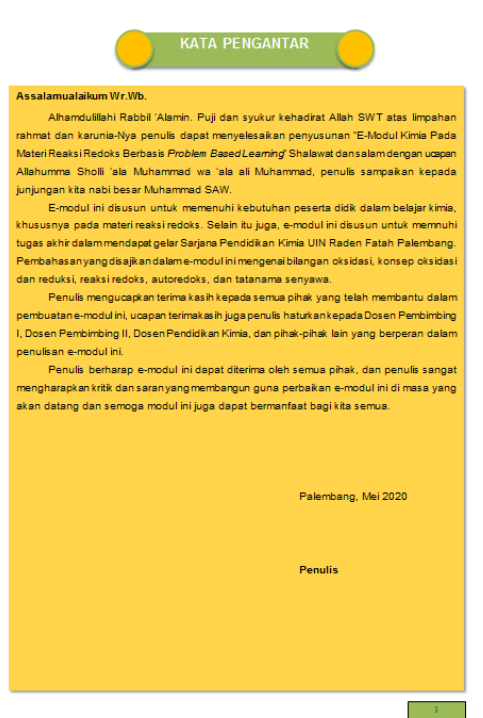 KATA PENGANTAR
Assalamualaikum Wr.Wb.
Alhamdulillahi Rabbil 'Alamin. Puji dan syukur kehadirat Allah SWT atas limpahan
rahmat dan karunia-Nya penulis dapat menyelesaikan penyusunan "E-Modul Kimia Pada
Materi Reaksi Redoks Berbasis Problem Based Learning" Shalawat dan salam dengan ucapan
Allahumma Sholli 'ala Muhammad wa 'ala ali Muhammad, penulis sampaikan kepada
junjungan kita nabi besar Muhammad SAW.
E-modul ini disusun untuk memenuhi kebutuhan peserta didik dalam belajar kimia,
khususnya pada materi reaksi redoks. Selain itu juga, e-modul ini disusun untuk memnuhi
tugas akhir dalam mendapat gelar Sarjana Pendidikan Kimia UIN Raden Fatah Palembang.
Pembahasan yang disajikan dalam e-modul ini mengenai bilangan oksidasi, konsep oksidasi
dan reduksi, reaksi redoks, autoredoks, dan tatanama senyawa.
Penulis mengucapkan terima kasih kepada semua pihak yang telah membantu dalam
pembuatan e-modul ini, ucapan terimakasih juga penulis haturkan kepada Dosen Pembimbing
I, Dosen Pembimbing II, Dosen Pendidikan Kimia, dan pihak-pihak lain yang berperan dalam
penulisan e-modul ini.
Penulis berharap e-modul ini dapat diterima oleh semua pihak, dan penulis sangat
mengharapkan kritik dan saran yang membangun guna perbaikan e-modul ini di masa yang
akan datang dan semoga modul ini juga dapat bermanfaat bagi kita semua.
Palembang, Mei 2020
Penulis
i